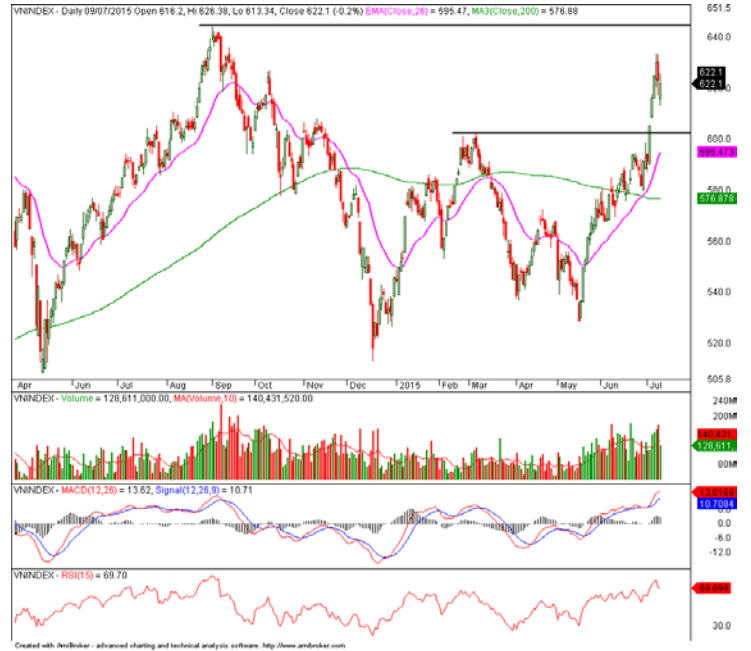 VNINDEX - Daily 09/07/2015 Open 616.2, Hi 626.38, Lo 613.34, Close 622.1 (-0.2%) EMA(Close,26) = 595.47, MA3(Close,200) = 576.88
651.5
640.0
622.1
622.1
600.0
595.473
580.0
576.878
560.0
540.0
520.0
505.8
Apr Jun Jul Aug Sep Oct Nov Dec 2015 Feb Mar Apr May Jun Jul
VNINDEX - Volume = 128,611,000.00, MA(Volume,10) = 140,431,520.00
240M
200M
140,431,
128,611,
80M
VNINDEX - MACD(12,26) = 13.62, Signal(12,26,9) = 10.71
13.6169
10.7084
0.0
-6.0
-12.0
VNINDEX - RSI(15) = 69.70
30.0
Created with AmiBroker - advanced charting and technical analysis software. http://www.amibroker.com